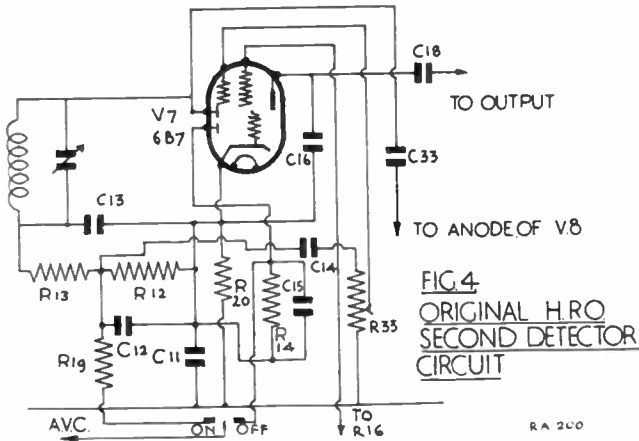 C18
TO OUTPUT
V7
6B7
C16
C33
C13
TO ANODE OF V.8
C14
R13
R12
R20
C15
R14
R33
FIG.4
ORIGINAL H.R.O
SECOND DETECTOR
CIRCUIT
C12
C11
R19
A.V.C.
ON
OFF
TO
R16
RA 200